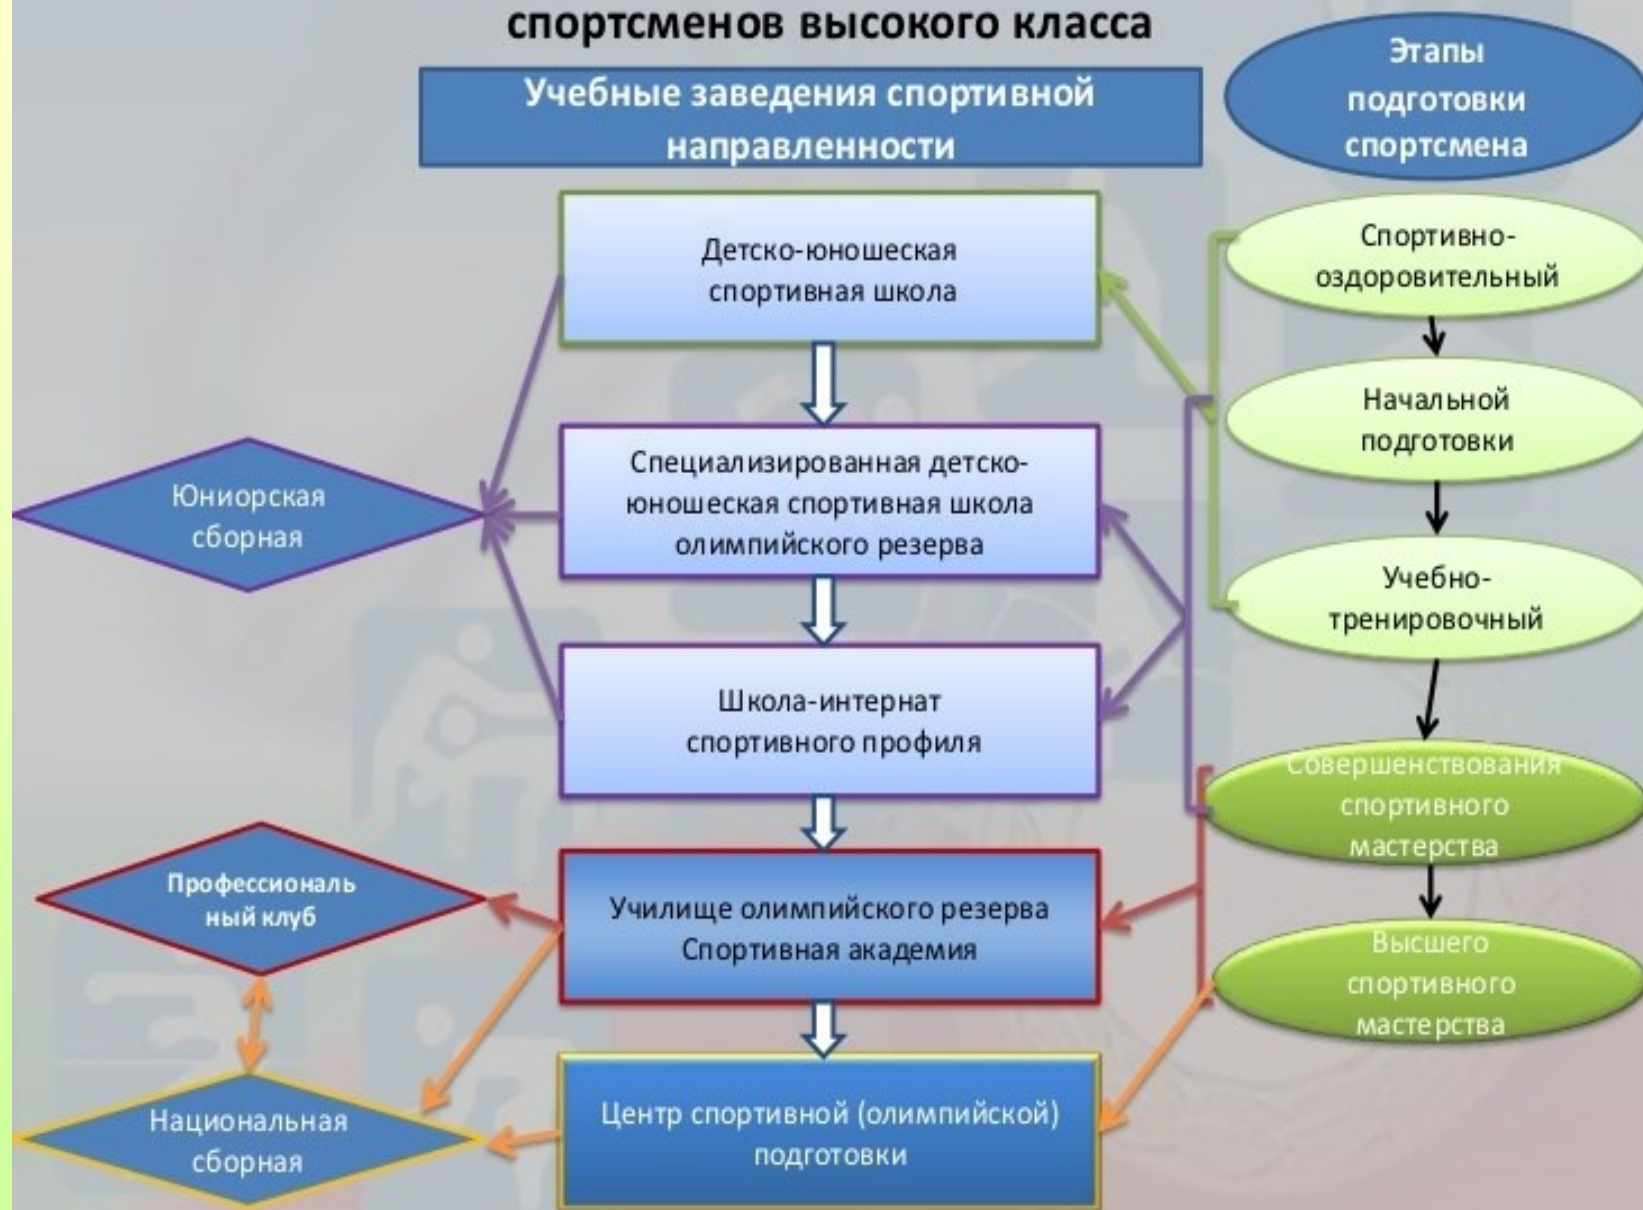 спортсменов высокого класса
Учебные заведения спортивной
направленности
Этапы
подготовки
спортсмена
Детско-юношеская
спортивная школа
Специализированная детско-
юношеская спортивная школа
олимпийского резерва
Школа-интернат
спортивного профиля
Училище олимпийского резерва
Спортивная академия
Центр спортивной (олимпийской)
подготовки
Юниорская
сборная
Профессиональ
ный клуб
Национальная
сборная
Спортивно-
оздоровительный
Начальной
подготовки
Учебно-
тренировочный
Совершенствования
спортивного
мастерства
Высшего
спортивного
мастерства